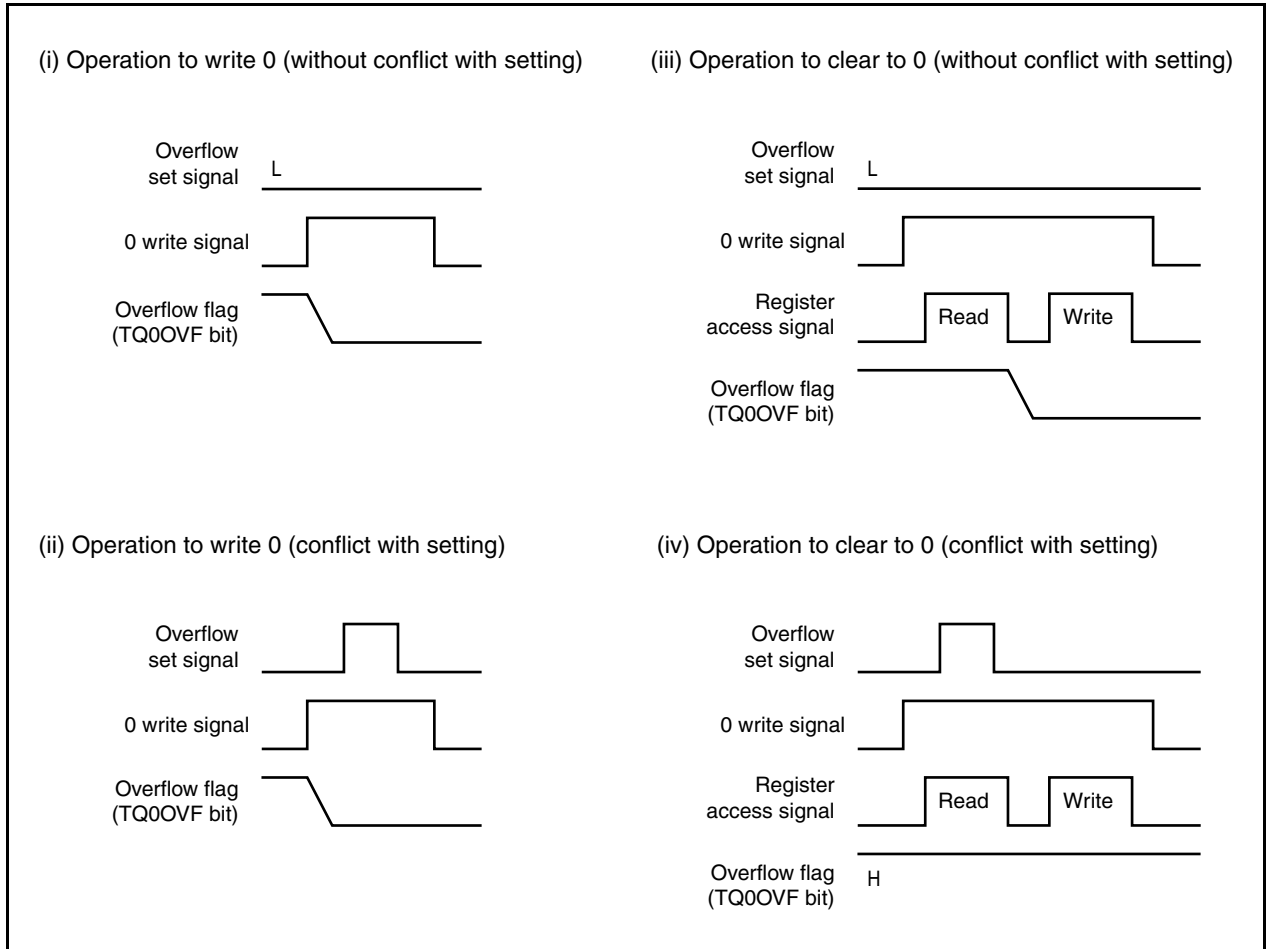 (i) Operation to write 0 (without conflict with setting)
Overflow
set signal
L
0 write signal
Overflow flag
(TQ0OVF bit)
(iii) Operation to clear to 0 (without conflict with setting)
Overflow
set signal
L
0 write signal
Register
access signal
Read
Write
Overflow flag
(TQ0OVF bit)
(ii) Operation to write 0 (conflict with setting)
Overflow
set signal
0 write signal
Overflow flag
(TQ0OVF bit)
(iv) Operation to clear to 0 (conflict with setting)
Overflow
set signal
0 write signal
Register
access signal
Read
Write
Overflow flag
(TQ0OVF bit)
H